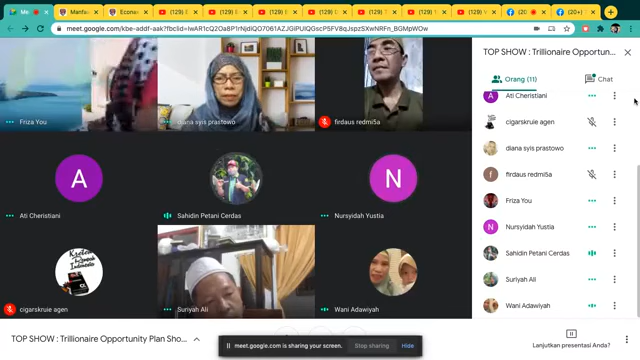 Manfa
Econo
(129)
(129)
(129)
(129)
(129)
(129)
(20+)
(20+)
meet.google.com/kbe-addf-aak?fbclid=
TOP SHOW : Trillionaire Opportun...
Orang (11)
Chat
Friza You
diana syis prastowo
firdaus redmi5a
A
Ati Cheristiani
Sahidin Petani Cerdas
N
Nursyidah Yustia
cigarskruie agen
Suriyah Ali
Wani Adawiyah
A
Ati Cheristiani
cigarskruie agen
diana syis prastowo
f
firdaus redmi5a
Friza You
N
Nursyidah Yustia
Sahidin Petani Cerdas
Suriyah Ali
Wani Adawiyah
TOP SHOW : Trillionaire Opportunity Plan Sho...
meet.google.com is sharing your screen.
Stop sharing
Hide
Lanjutkan presentasi Anda?